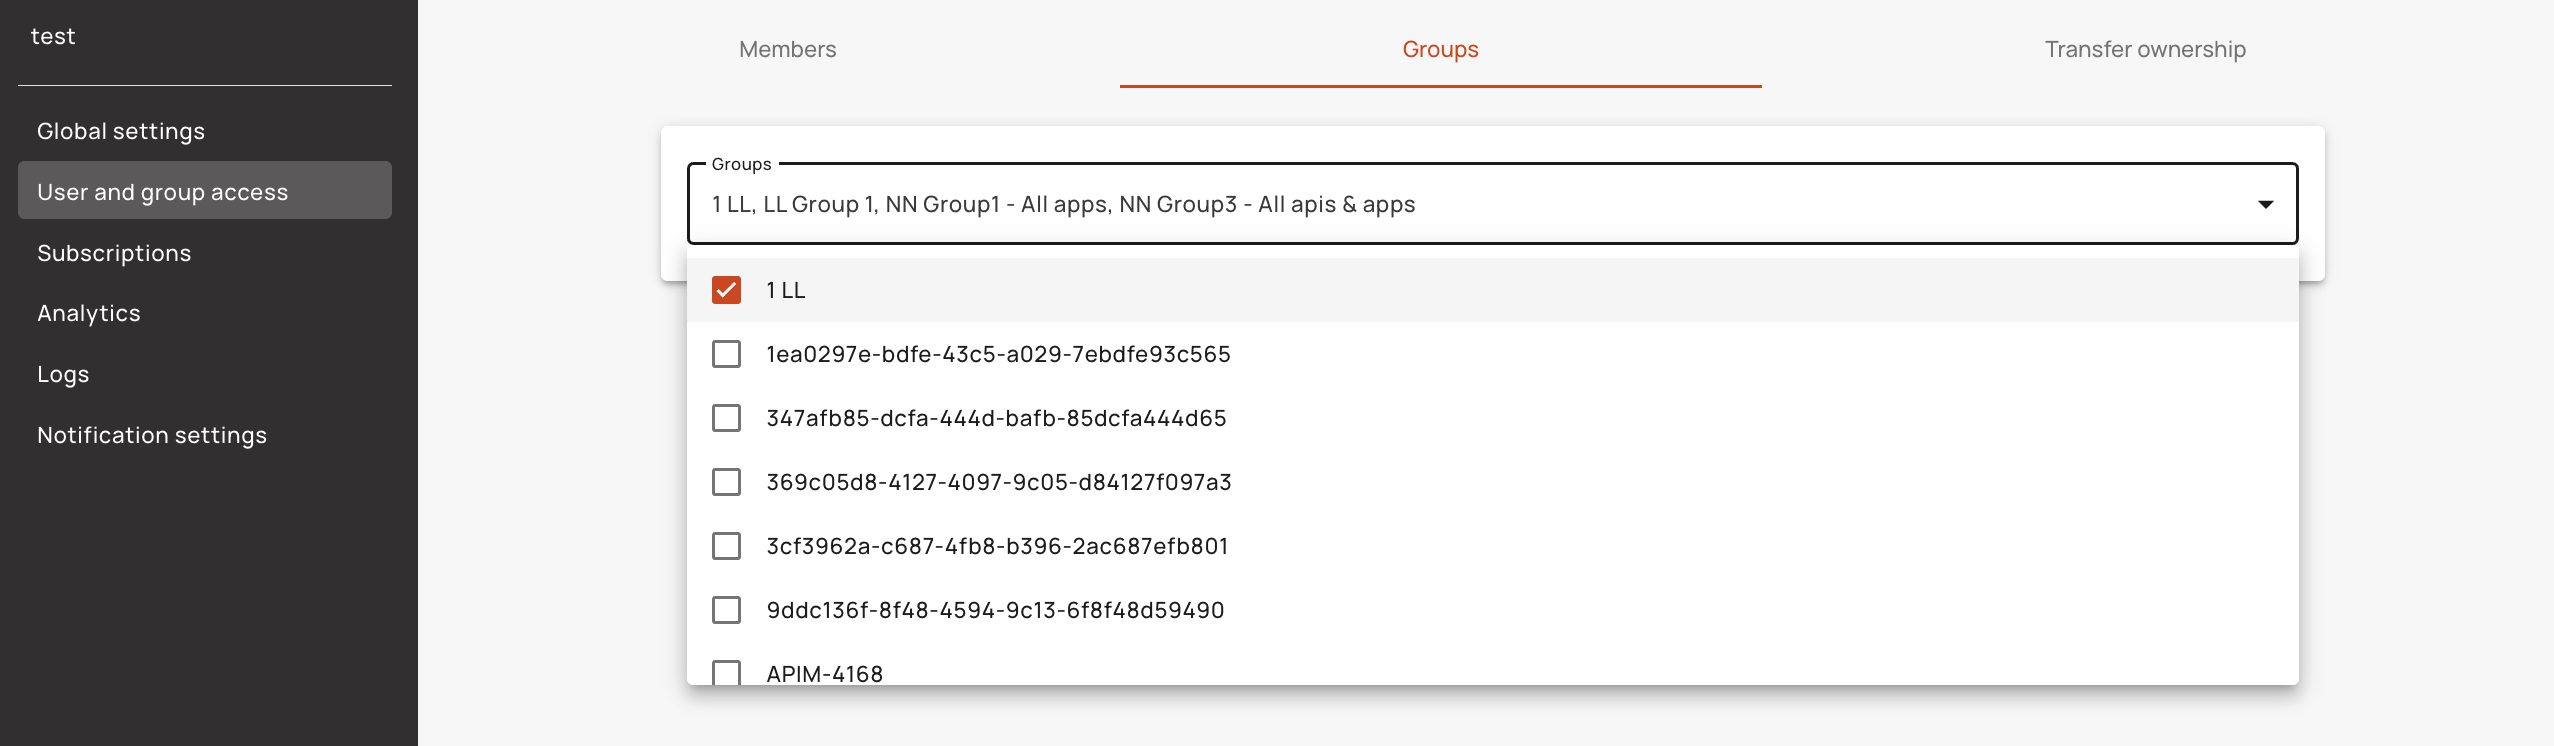 test
Global settings
User and group access
Subscriptions
Analytics
Logs
Notification settings
Members
Groups
Transfer ownership
Groups
1 LL, LL Group 1, NN Group1 - All apps, NN Group3 - All apis & apps
1 LL
1ea0297e-bdfe-43c5-a029-7ebdfe93c565
347afb85-dcfa-444d-bafb-85dcfa444d65
369c05d8-4127-4097-9c05-d84127f097a3
3cf3962a-c687-4fb8-b396-2ac687efb801
9ddc136f-8f48-4594-9c13-6f8f48d59490
APIM-4168